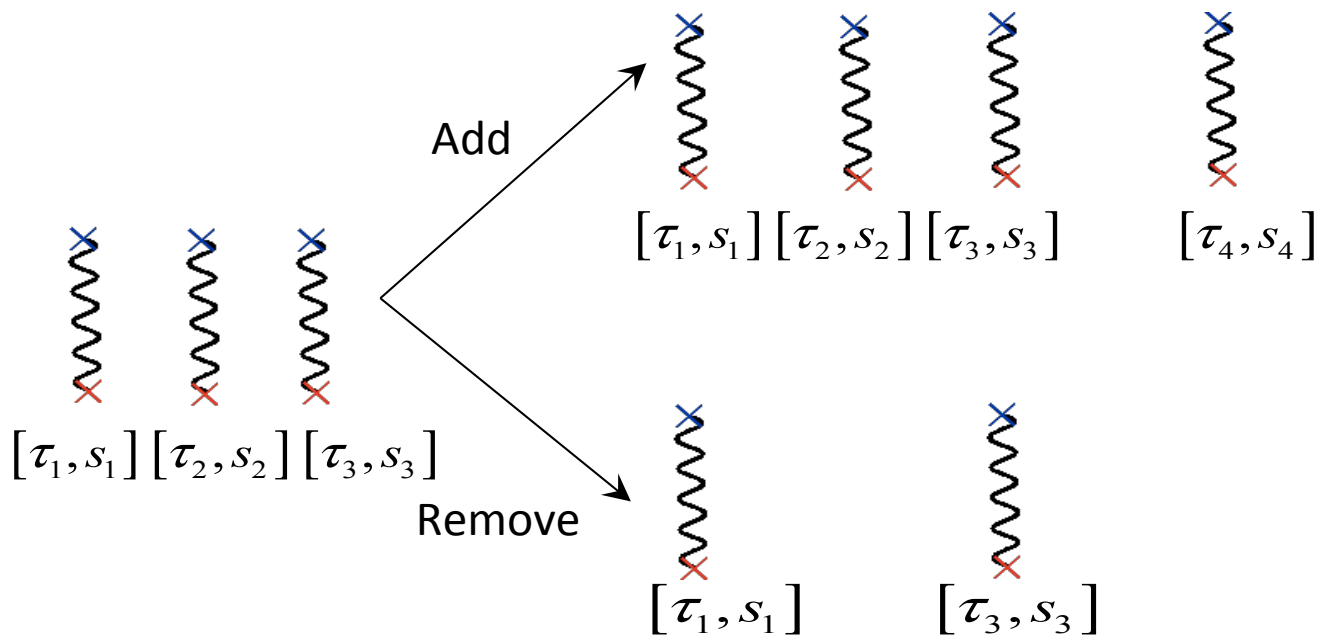 Add
[τ₁, s₁] [τ₂, s₂] [τ₃, s₃] [τ₄, s₄]
[τ₁, s₁] [τ₂, s₂] [τ₃, s₃]
Remove
[τ₁, s₁] [τ₃, s₃]